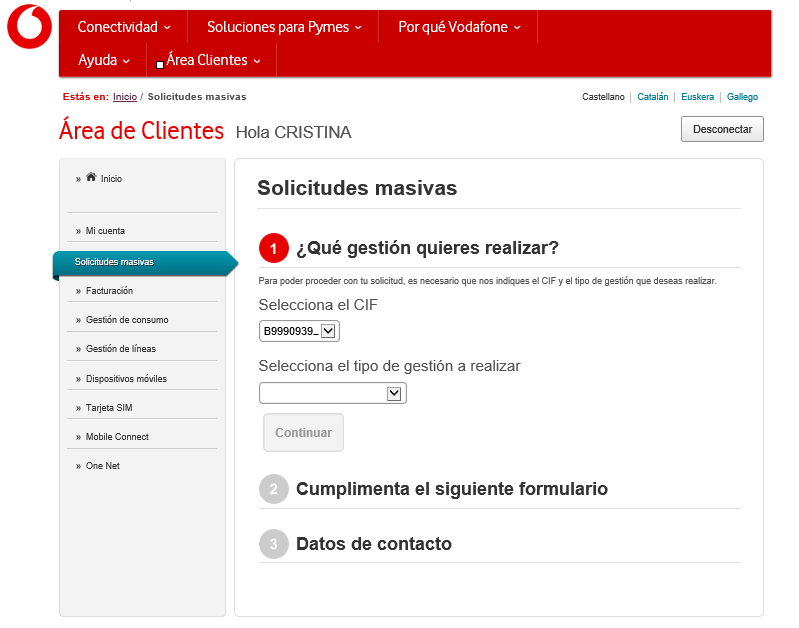 Conectividad
Soluciones para Pymes
Por qué Vodafone
Ayuda
Área Clientes
Estás en: Inicio / Solicitudes masivas
Castellano | Catalán | Euskera | Gallego
Área de Clientes Hola CRISTINA
Desconectar
» Inicio
» Mi cuenta
Solicitudes masivas
» Facturación
» Gestión de consumo
» Gestión de líneas
» Dispositivos móviles
» Tarjeta SIM
» Mobile Connect
» One Net
Solicitudes masivas
1 ¿Qué gestión quieres realizar?
Para poder proceder con tu solicitud, es necesario que nos indiques el CIF y el tipo de gestión que deseas realizar.
Selecciona el CIF
B9990939_
Selecciona el tipo de gestión a realizar
Continuar
2 Cumplimenta el siguiente formulario
3 Datos de contacto